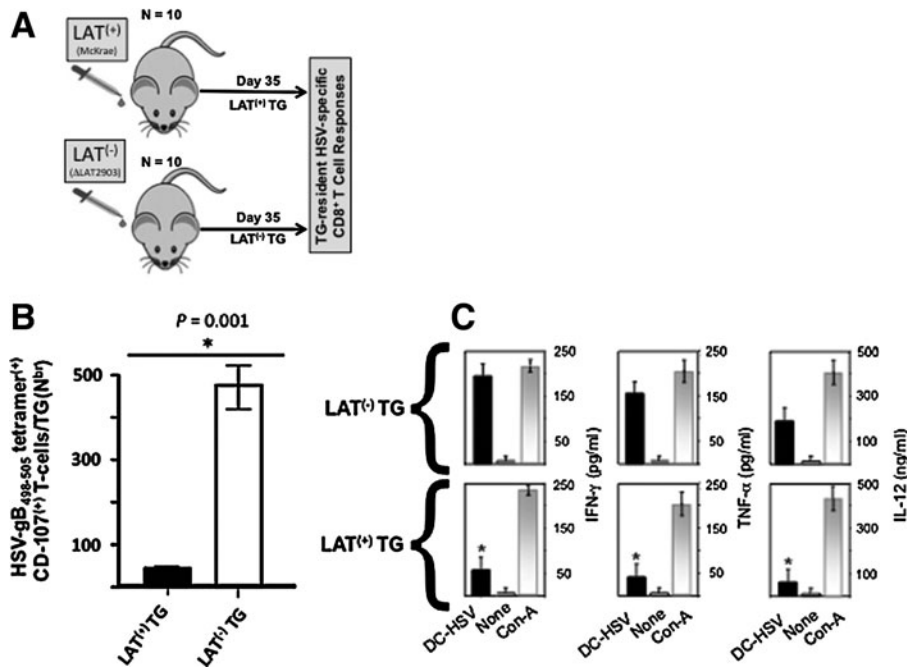 A
N = 10
LAT(+)
(McKrae)
Day 35
LAT(+) TG
LAT(-)
(ΔLAT2903)
N = 10
Day 35
LAT(-) TG
TG-resident HSV-specific
CD8+ T Cell Responses
B
P = 0.001
*
HSV-gB498-505 tetramer(+)
CD-107(+) T-cells/TG(Nbr)
500
300
100
LAT(+) TG
LAT(-) TG
C
LAT(-) TG
250
150
50
250
150
50
500
300
100
LAT(+) TG
*
250
150
50
*
250
150
50
*
500
300
100
IFN-γ (pg/ml)
TNF-α (pg/ml)
IL-12 (ng/ml)
DC-HSV
None
Con-A
DC-HSV
None
Con-A
DC-HSV
None
Con-A